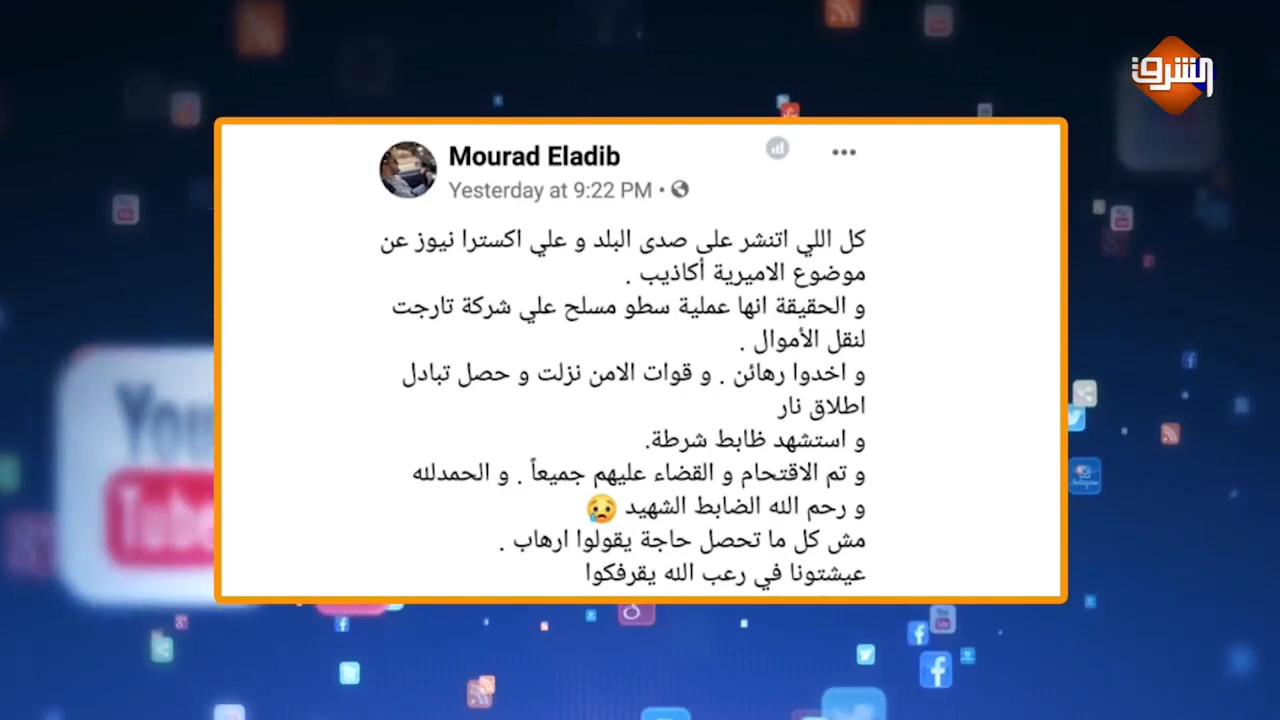 الشرق
Mourad Eladib
Yesterday at 9:22 PM •
كل اللي اتنشر على صدى البلد و علي اكسترا نيوز عن
موضوع الاميرية أكاذيب .
و الحقيقة انها عملية سطو مسلح علي شركة تارجت
لنقل الأموال .
و اخدوا رهائن . و قوات الامن نزلت و حصل تبادل
اطلاق نار
و استشهد ظابط شرطة.
و تم الاقتحام و القضاء عليهم جميعاً . و الحمدلله
و رحم الله الضابط الشهيد 😢
مش كل ما تحصل حاجة يقولوا ارهاب .
عيشتونا في رعب الله يقرفكوا
You
Tube